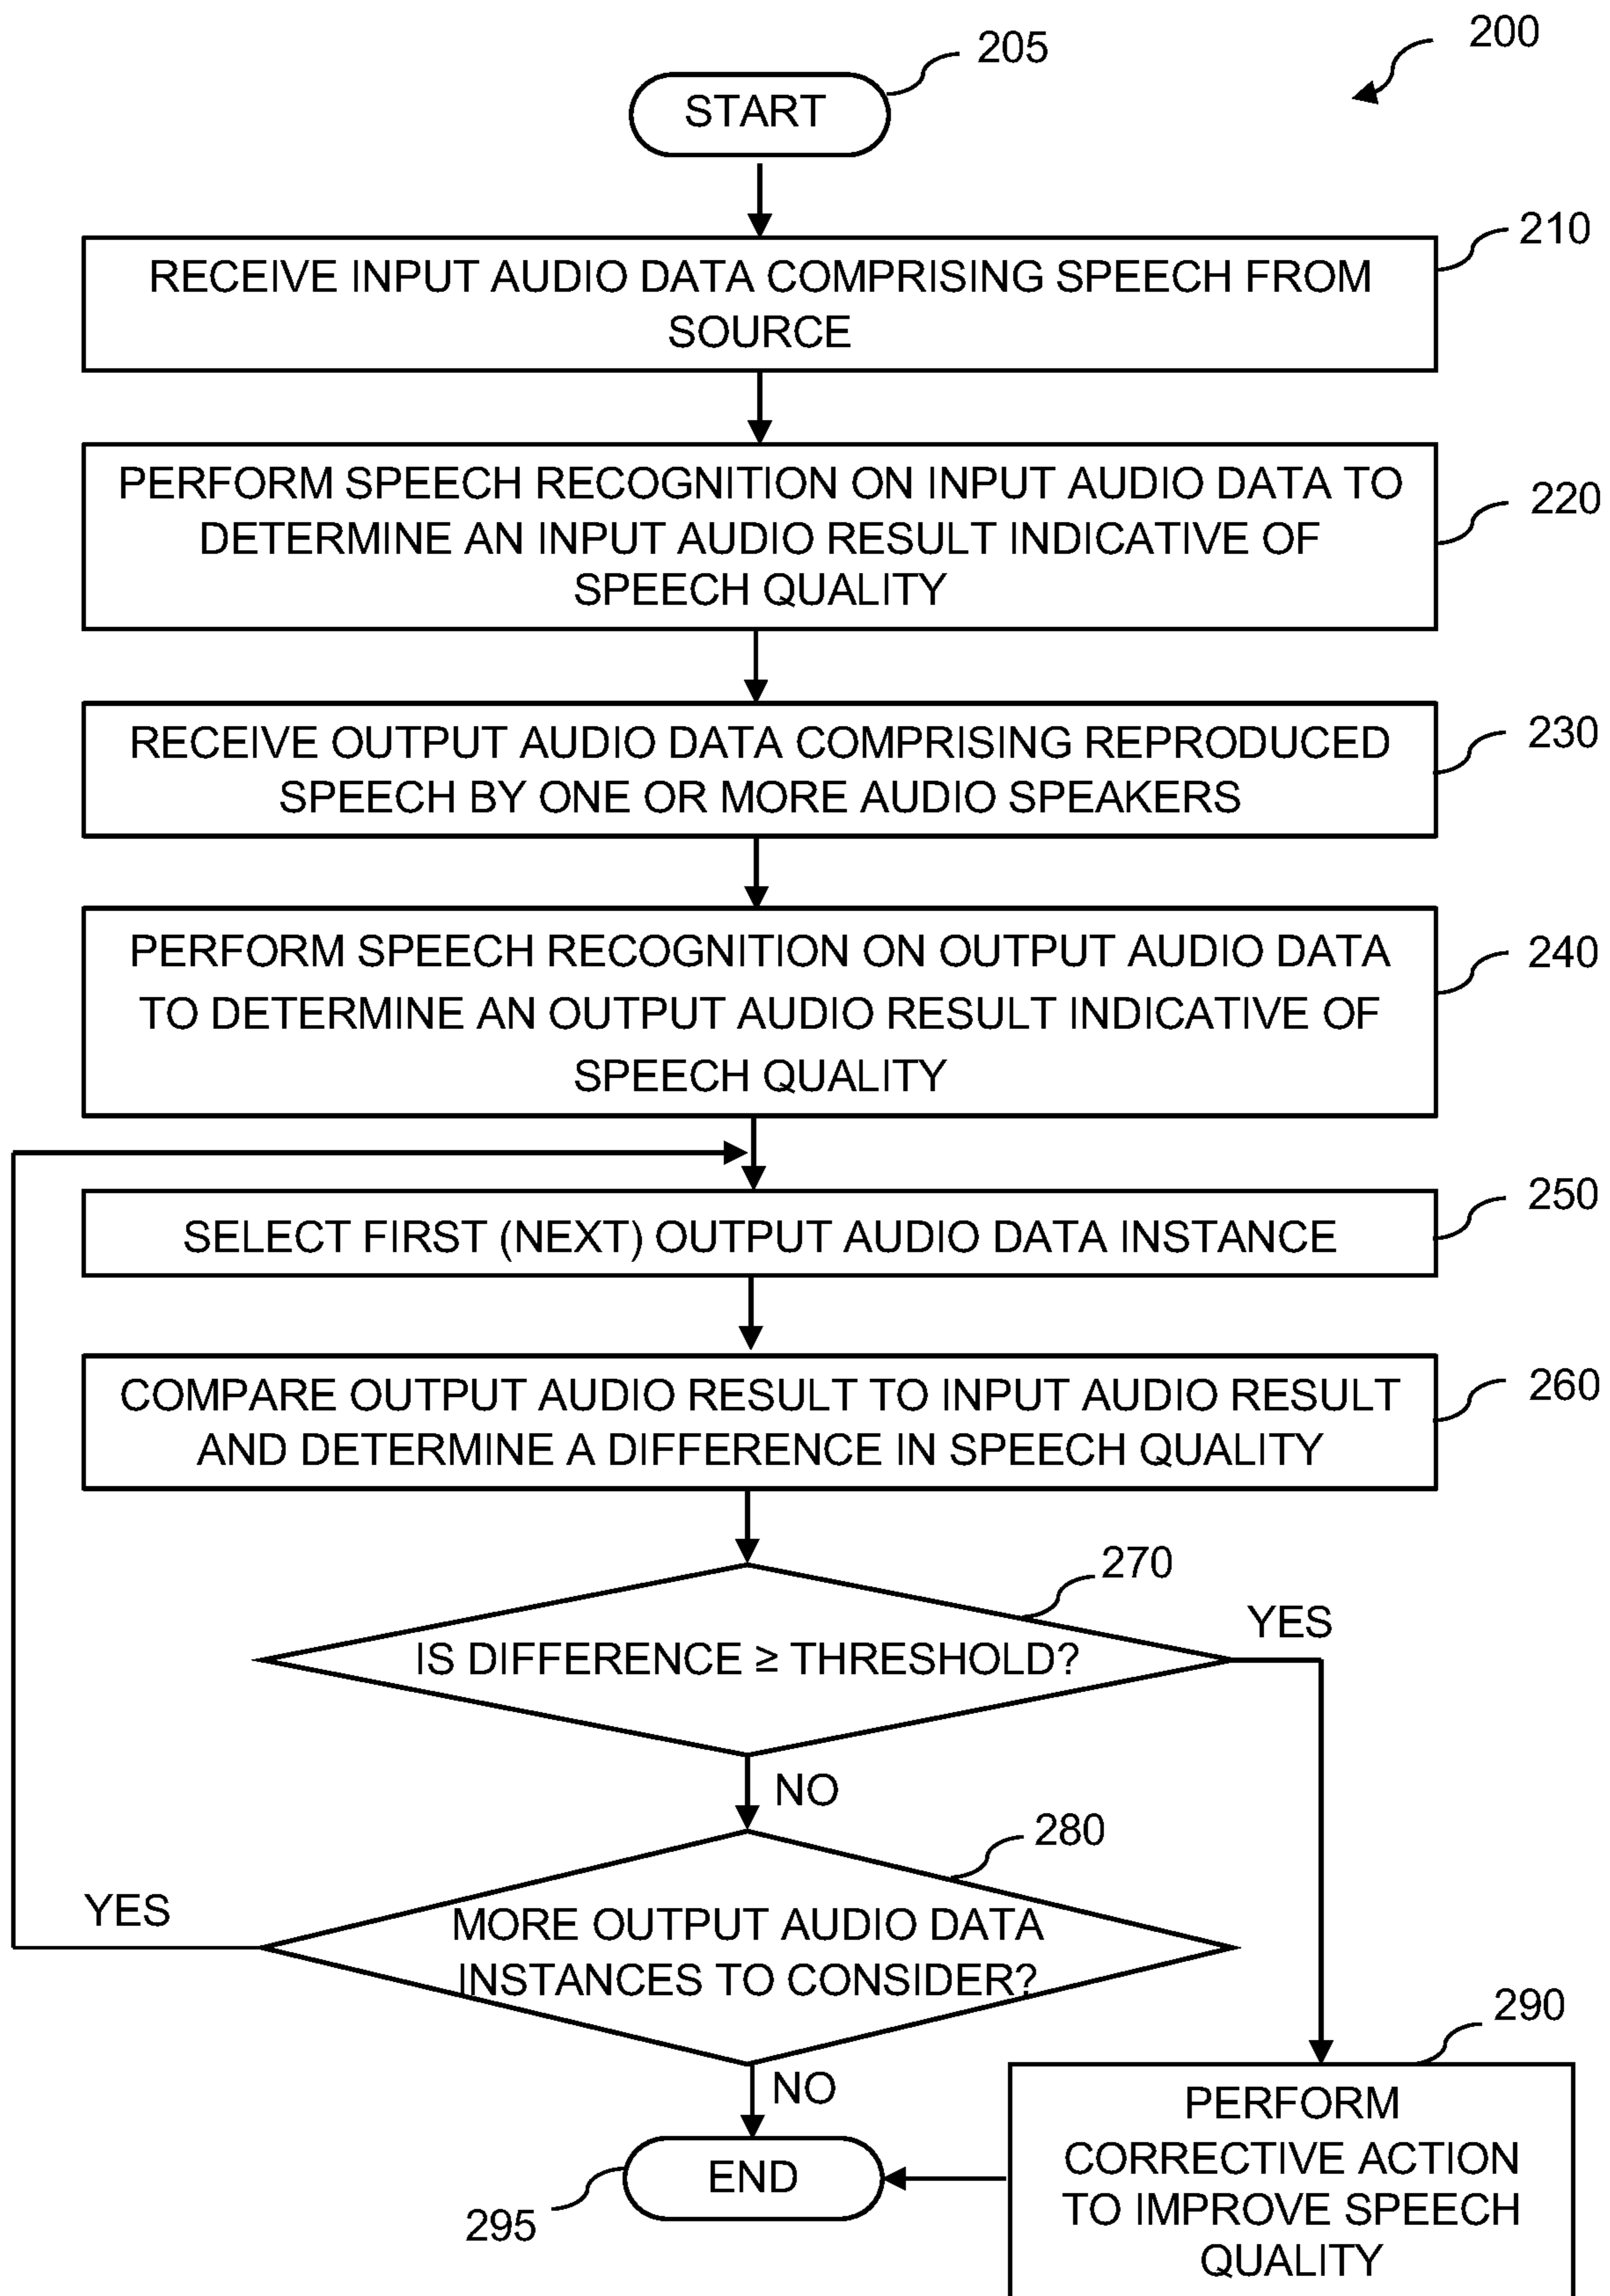 200
205
START
210
RECEIVE INPUT AUDIO DATA COMPRISING SPEECH FROM
SOURCE
220
PERFORM SPEECH RECOGNITION ON INPUT AUDIO DATA TO
DETERMINE AN INPUT AUDIO RESULT INDICATIVE OF
SPEECH QUALITY
230
RECEIVE OUTPUT AUDIO DATA COMPRISING REPRODUCED
SPEECH BY ONE OR MORE AUDIO SPEAKERS
240
PERFORM SPEECH RECOGNITION ON OUTPUT AUDIO DATA
TO DETERMINE AN OUTPUT AUDIO RESULT INDICATIVE OF
SPEECH QUALITY
250
SELECT FIRST (NEXT) OUTPUT AUDIO DATA INSTANCE
260
COMPARE OUTPUT AUDIO RESULT TO INPUT AUDIO RESULT
AND DETERMINE A DIFFERENCE IN SPEECH QUALITY
270
YES
IS DIFFERENCE ≥ THRESHOLD?
NO
280
YES
MORE OUTPUT AUDIO DATA
INSTANCES TO CONSIDER?
NO
290
PERFORM
CORRECTIVE ACTION
TO IMPROVE SPEECH
QUALITY
END
295